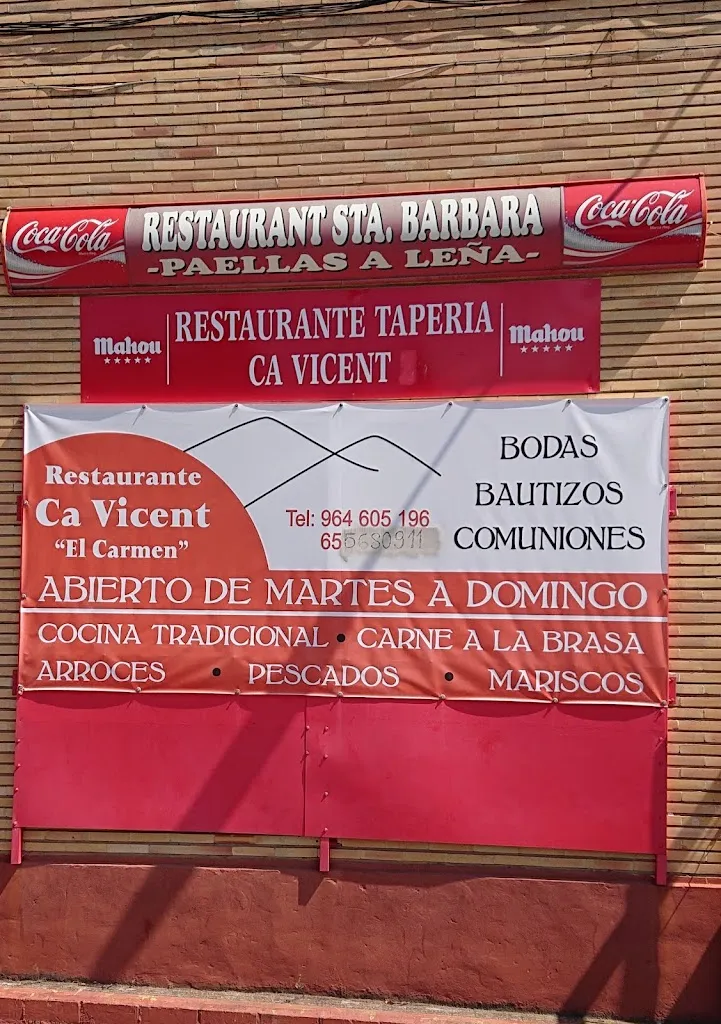 Coca-Cola
RESTAURANT STA. BARBARA
-PAELLAS A LEÑA-
Coca-Cola
Mahou
RESTAURANTE TAPERIA
CA VICENT
Mahou
Restaurante
Ca Vicent
“El Carmen”
Tel: 964 605 196
655680911
BODAS
BAUTIZOS
COMUNIONES
ABIERTO DE MARTES A DOMINGO
COCINA TRADICIONAL • CARNE A LA BRASA
ARROCES • PESCADOS • MARISCOS